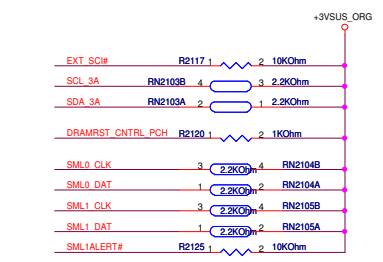 +3VSUS_ORG
EXT_SCI# R2117 1 2 10KOhm
SCL_3A RN2103B 4 3 2.2KOhm
SDA_3A RN2103A 2 1 2.2KOhm
DRAMRST_CNTRL_PCH R2120 1 2 1KOhm
SML0_CLK 3 2.2KOhm 4 RN2104B
SML0_DAT 1 2.2KOhm 2 RN2104A
SML1_CLK 3 2.2KOhm 4 RN2105B
SML1_DAT 1 2.2KOhm 2 RN2105A
SML1ALERT# R2125 1 2 10KOhm